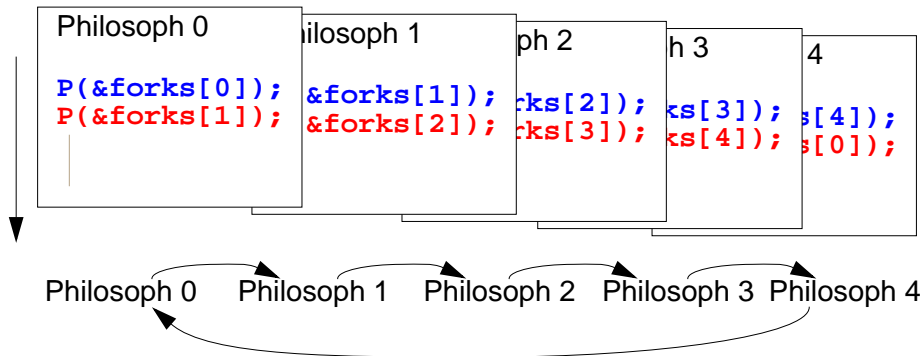 Philosoph 0
P(&forks[0]);
P(&forks[1]);
ilosoph 1
&forks[1]);
&forks[2]);
ph 2
rks[2]);
rks[3]);
h 3
ks[3]);
ks[4]);
4
s[4]);
s[0]);
Philosoph 0 Philosoph 1 Philosoph 2 Philosoph 3 Philosoph 4